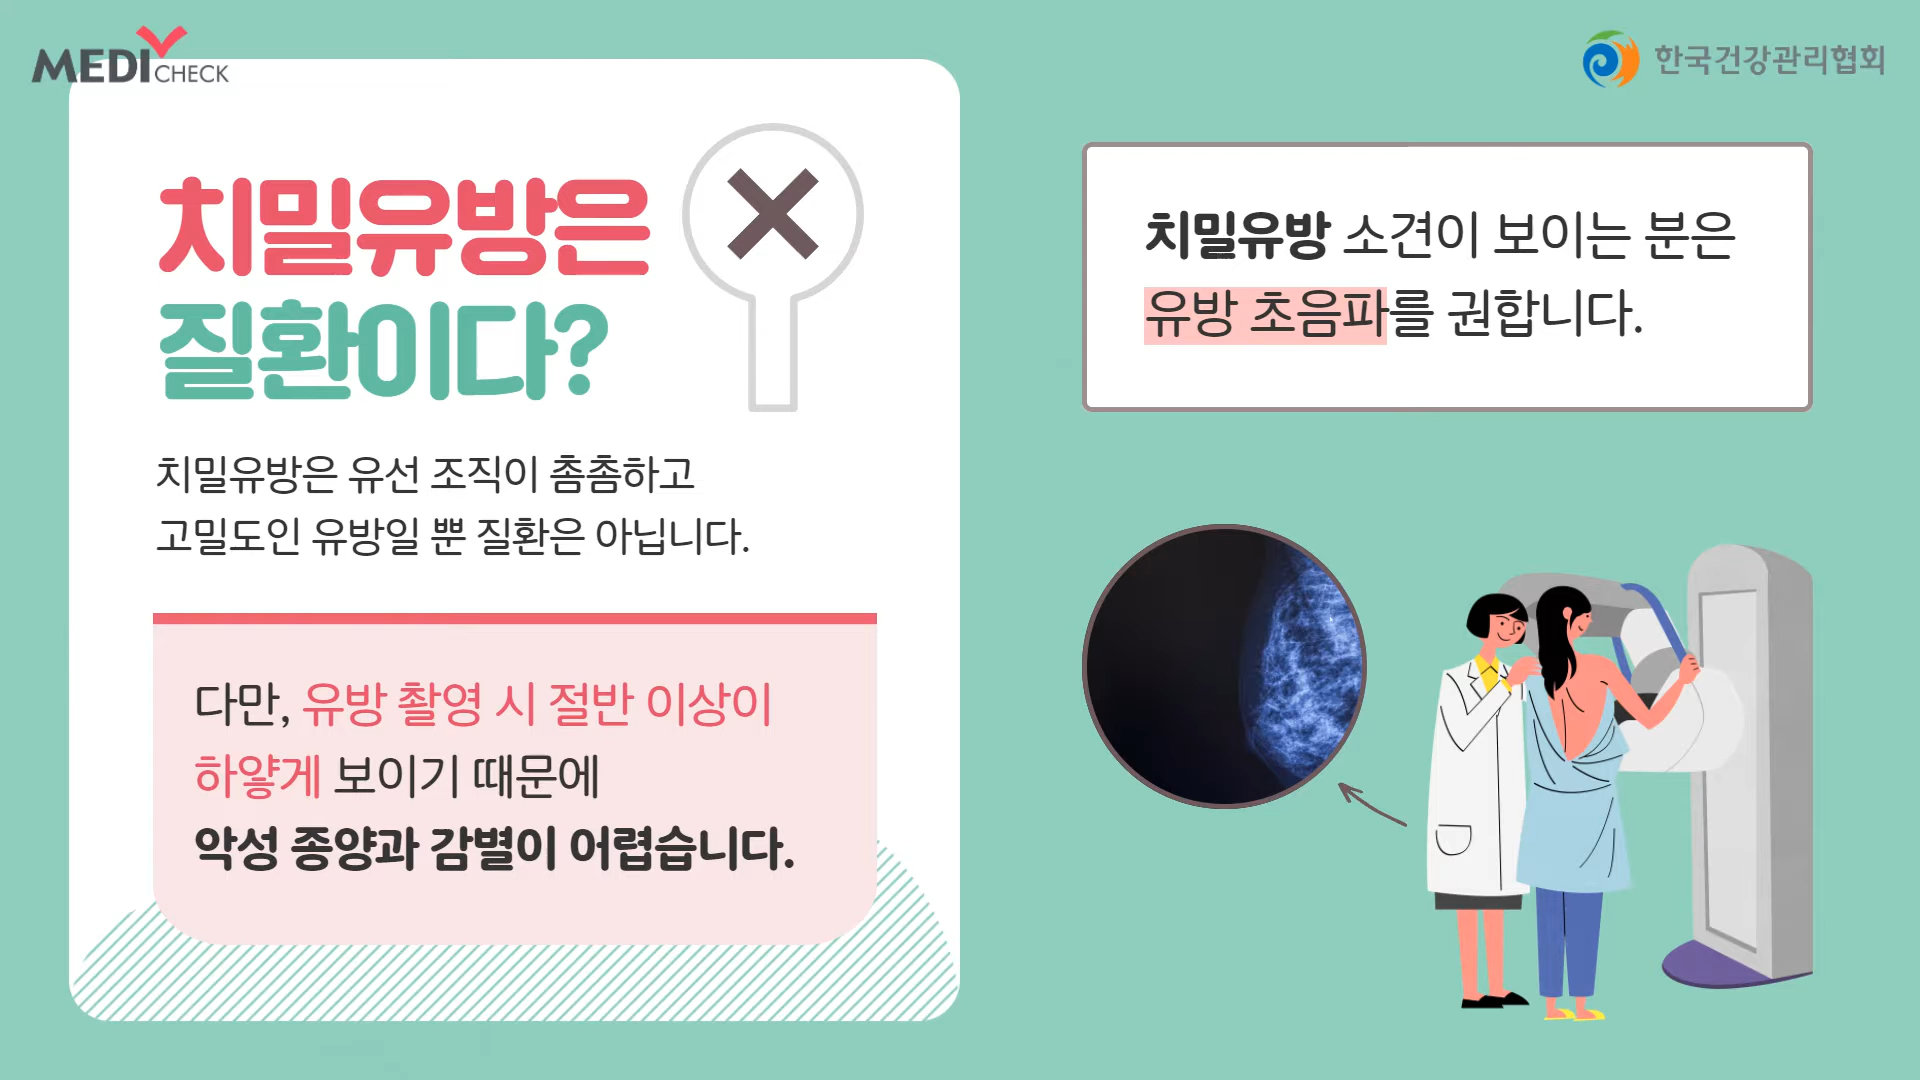 MEDI CHECK
한국건강관리협회
치밀유방은
질환이다?
치밀유방은 유선 조직이 촘촘하고
고밀도인 유방일 뿐 질환은 아닙니다.
다만, 유방 촬영 시 절반 이상이
하얗게 보이기 때문에
악성 종양과 감별이 어렵습니다.
치밀유방 소견이 보이는 분은
유방 초음파를 권합니다.